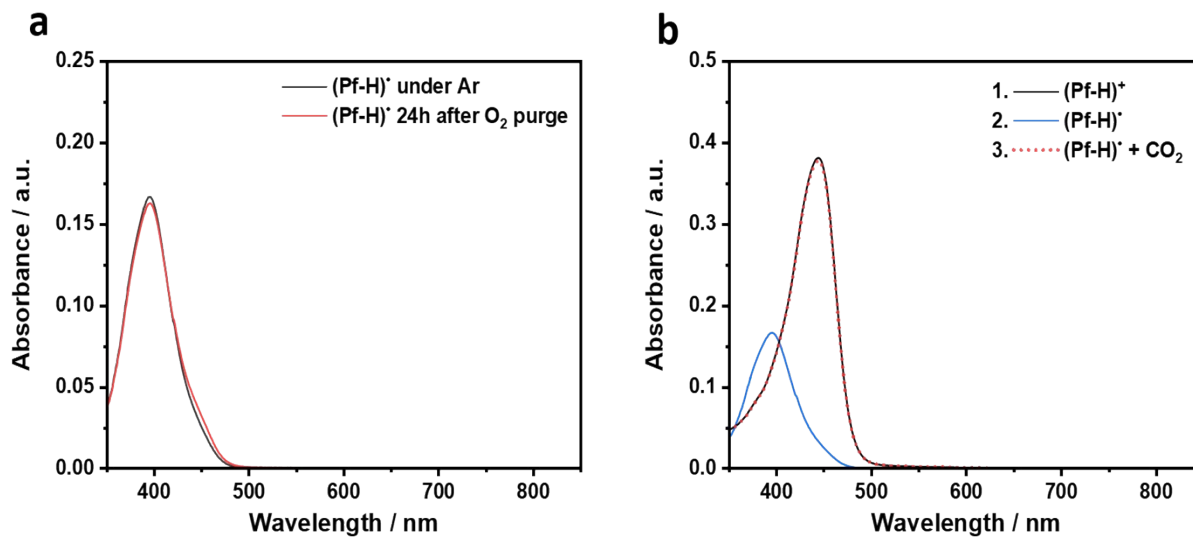 a
0.25
0.20
0.15
0.10
0.05
0.00
Absorbance / a.u.
(Pf-H)• under Ar
(Pf-H)• 24h after O₂ purge
400 500 600 700 800
Wavelength / nm
b
0.5
0.4
0.3
0.2
0.1
0.0
Absorbance / a.u.
1. (Pf-H)⁺
2. (Pf-H)•
3. (Pf-H)• + CO₂
400 500 600 700 800
Wavelength / nm